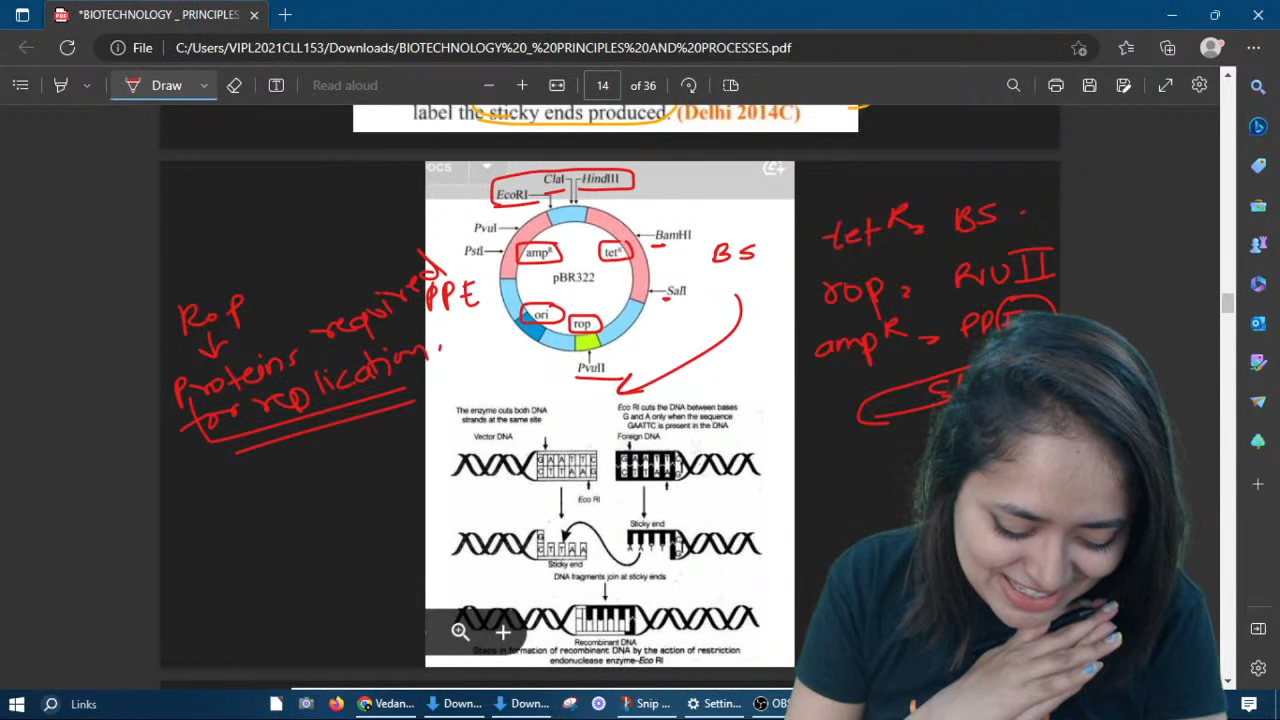 *BIOTECHNOLOGY _ PRINCIPLES
File
C:/Users/VIPL2021CLL153/Downloads/BIOTECHNOLOGY%20_%20PRINCIPLES%20AND%20PROCESSES.pdf
Draw
Read aloud
14 of 36
label the sticky ends produced. (Delhi 2014C)
ocs
ClaI HindIII
EcoRI
PvuI
BamHI
PstI
ampR tetR
pBR322
SalI
ori
rop
PvuII
B S
PPE
Rop
Proteins required
for replication.
tetR, BS.
rop,
ampR,
The enzyme cuts both DNA
strands at the same site
Eco RI cuts the DNA between bases
G and A only when the sequence
GAATTC is present in the DNA
Vector DNA
Foreign DNA
G A A T T C
C T T A A G
G A A T T C
C T T A A G
Eco RI
Sticky end
G
C T T A A
A A T T C
G
Sticky end
DNA fragments join at sticky ends
Recombinant DNA
Steps in formation of recombinant DNA by the action of restriction
endonuclease enzyme-Eco RI
Links
Vedan...
Down...
Down...
Snip ...
Settin...
OBS